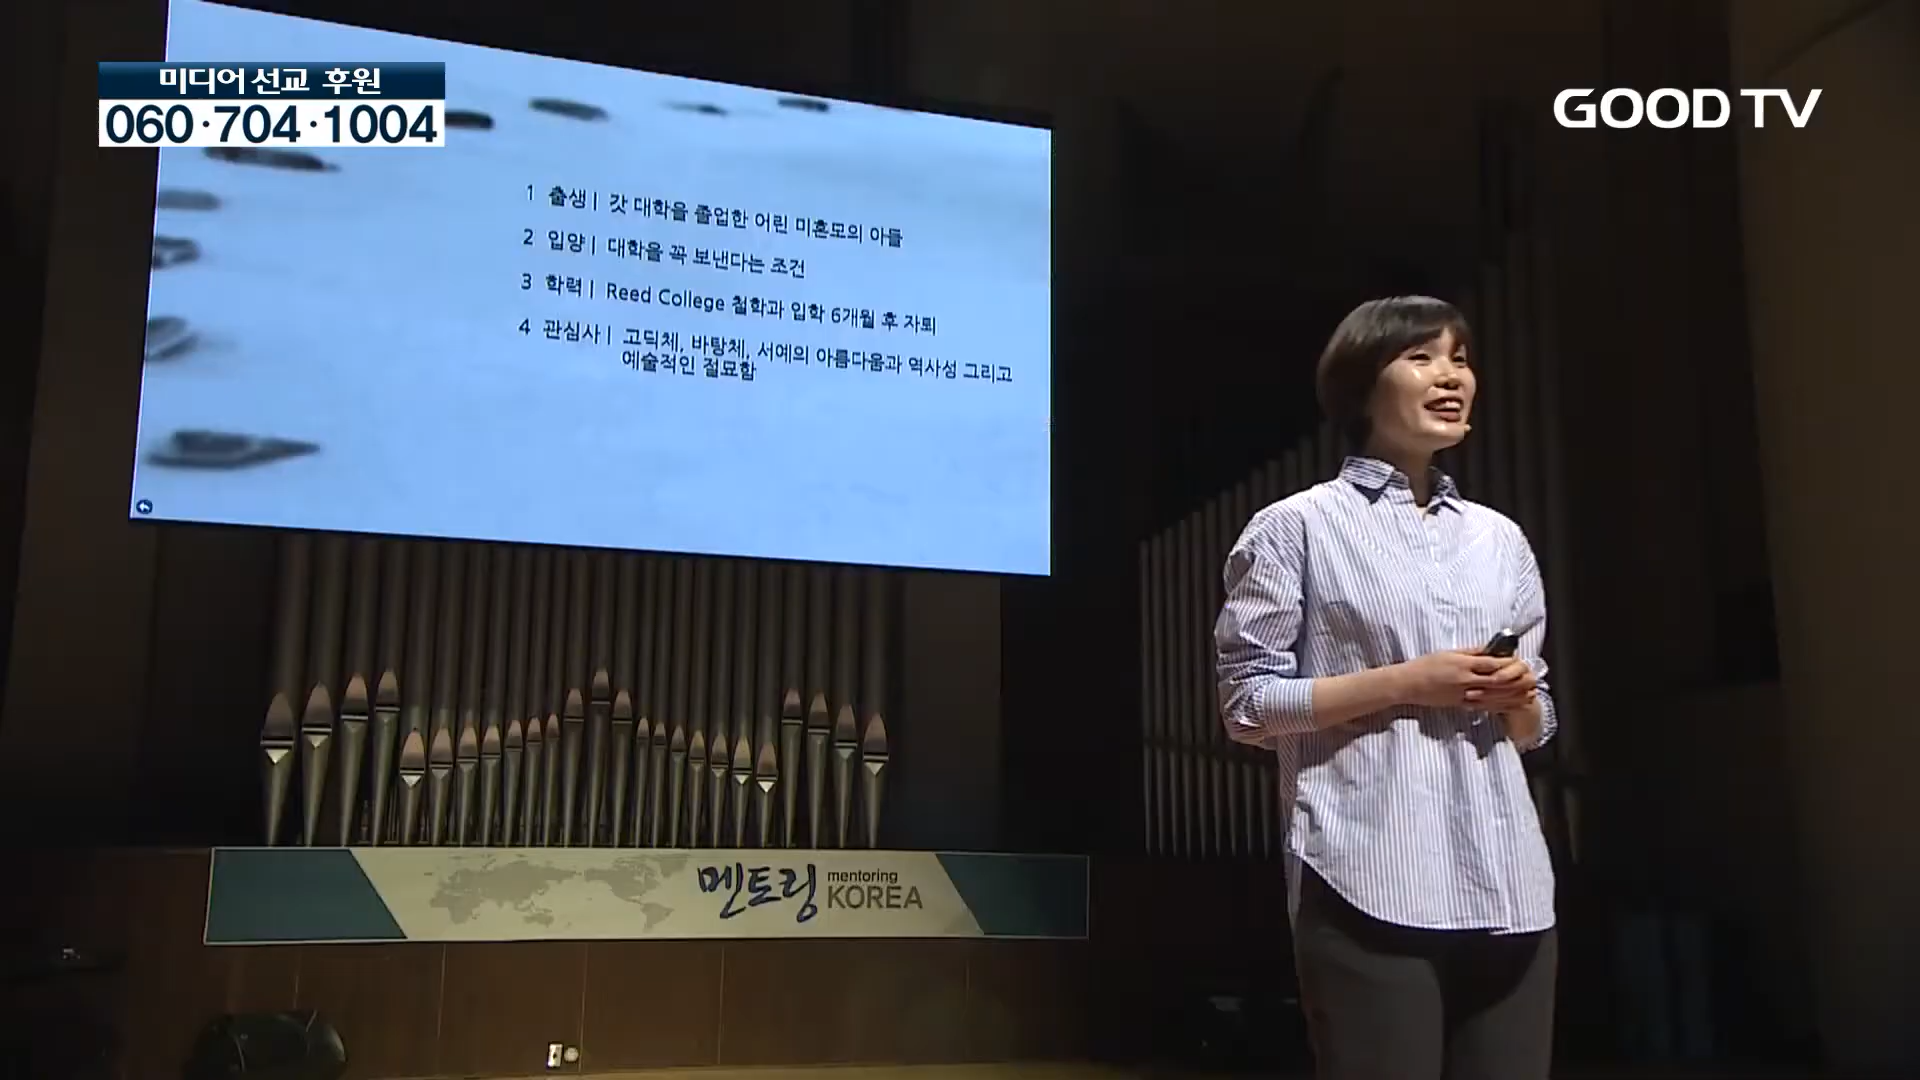 미디어선교 후원
060·704·1004
GOOD TV
1 출생 | 갓 대학을 졸업한 어린 미혼모의 아들
2 입양 | 대학을 꼭 보낸다는 조건
3 학력 | Reed College 철학과 입학 6개월 후 자퇴
4 관심사 | 고딕체, 바탕체, 서예의 아름다움과 역사성 그리고
예술적인 절묘함
멘토링 mentoring
KOREA